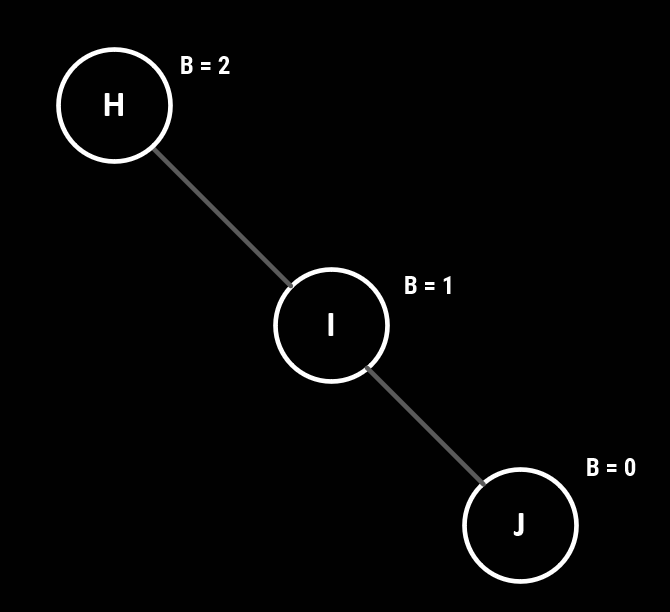 B = 2
H
B = 1
I
B = 0
J